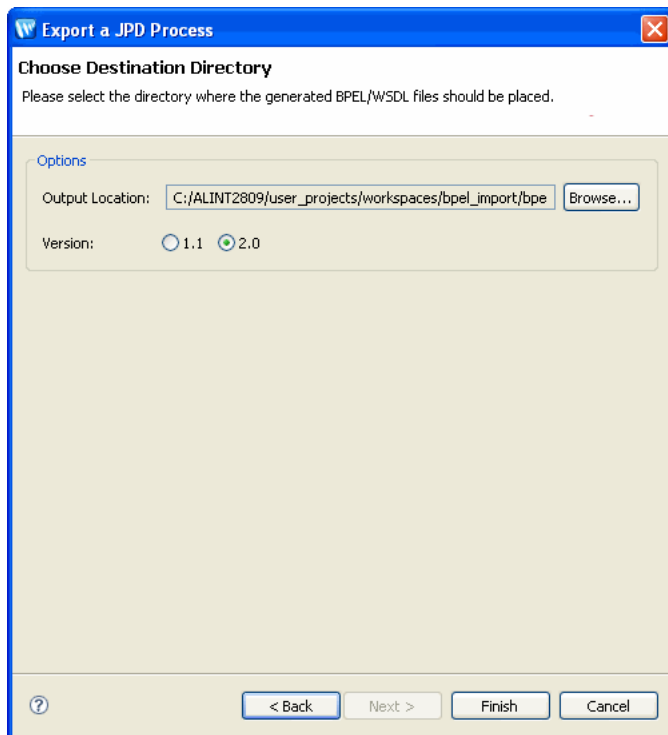 Export a JPD Process
Choose Destination Directory
Please select the directory where the generated BPEL/WSDL files should be placed.
Options
Output Location: C:/ALINT2809/user_projects/workspaces/bpel_import/bpe Browse...
Version: 1.1 2.0
? < Back Next > Finish Cancel